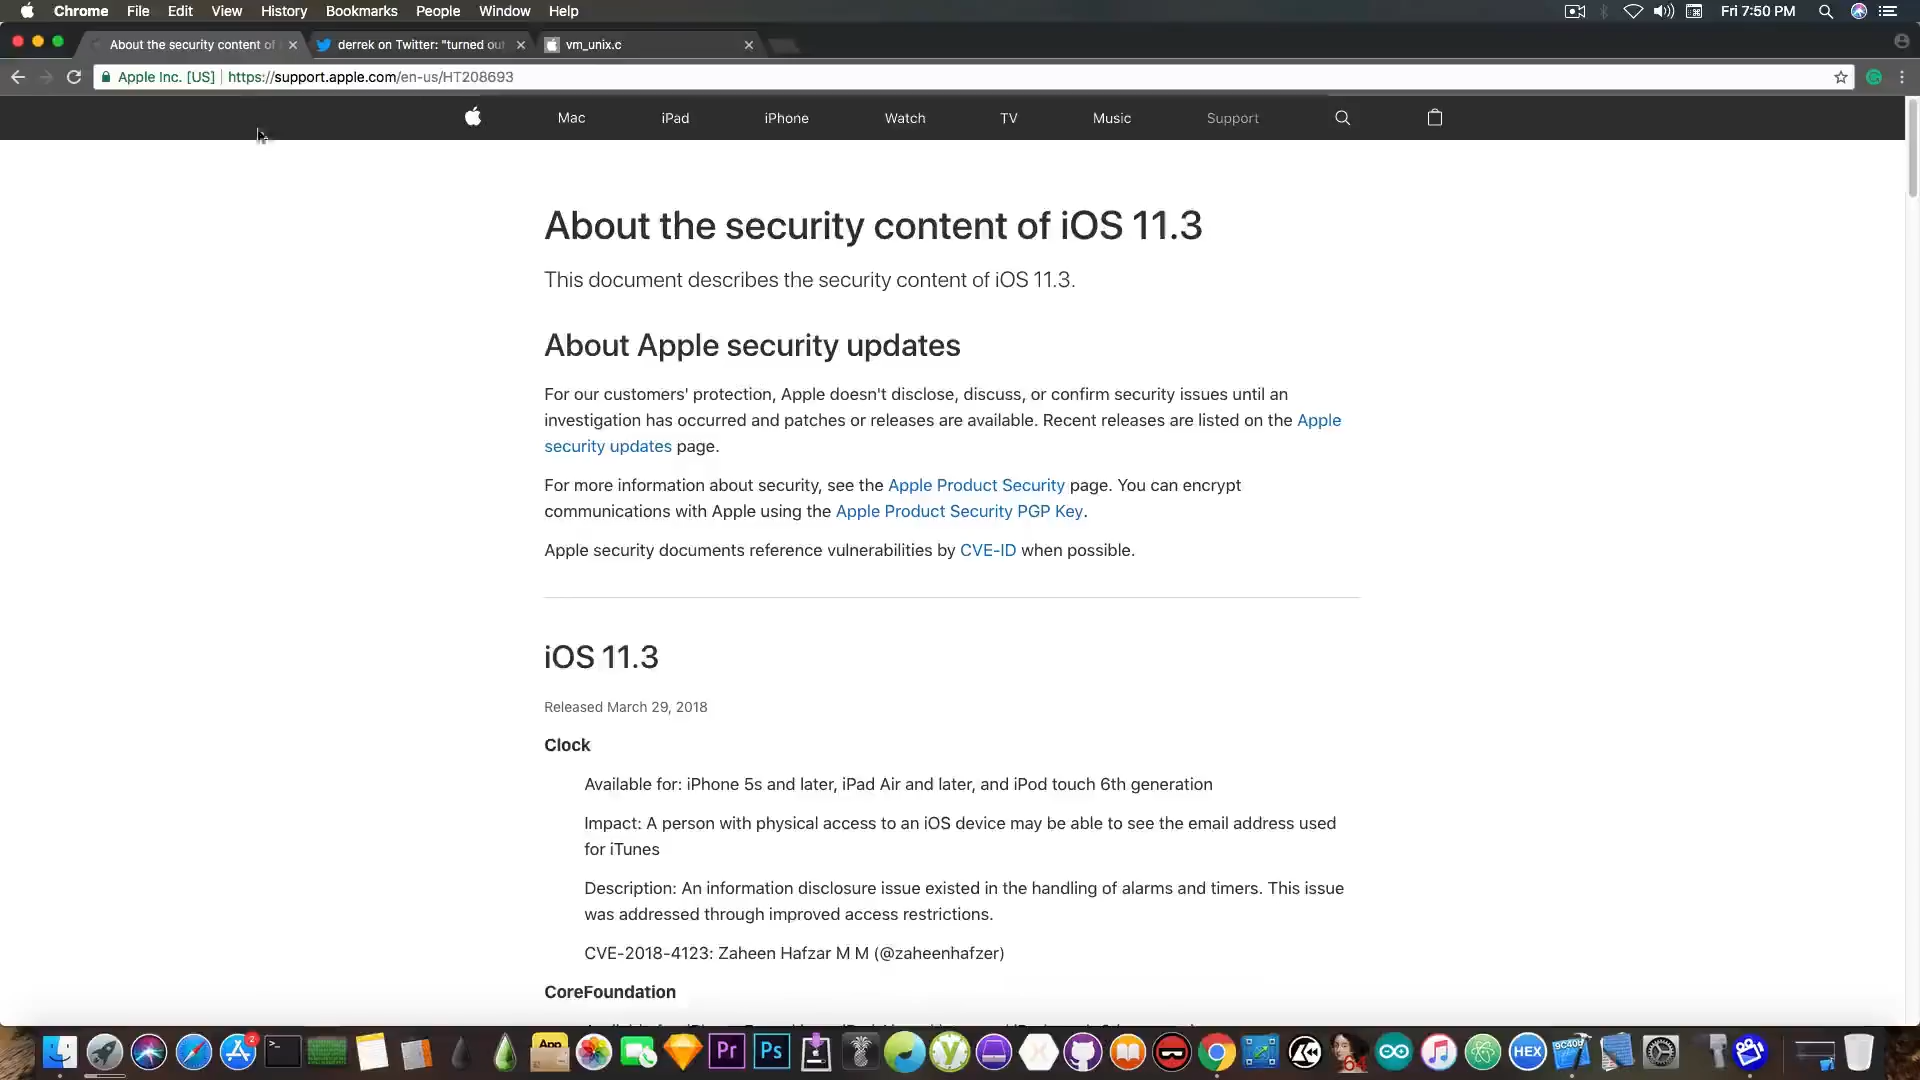 Chrome File Edit View History Bookmarks People Window Help Fri 7:50 PM
About the security content of derrek on Twitter: "turned out vm_unix.c
Apple Inc. [US] https://support.apple.com/en-us/HT208693
Mac iPad iPhone Watch TV Music Support
About the security content of iOS 11.3
This document describes the security content of iOS 11.3.
About Apple security updates
For our customers' protection, Apple doesn't disclose, discuss, or confirm security issues until an
investigation has occurred and patches or releases are available. Recent releases are listed on the Apple
security updates page.
For more information about security, see the Apple Product Security page. You can encrypt
communications with Apple using the Apple Product Security PGP Key.
Apple security documents reference vulnerabilities by CVE-ID when possible.
iOS 11.3
Released March 29, 2018
Clock
Available for: iPhone 5s and later, iPad Air and later, and iPod touch 6th generation
Impact: A person with physical access to an iOS device may be able to see the email address used
for iTunes
Description: An information disclosure issue existed in the handling of alarms and timers. This issue
was addressed through improved access restrictions.
CVE-2018-4123: Zaheen Hafzar M M (@zaheenhafzer)
CoreFoundation
2 App Pr Ps 64 HEX